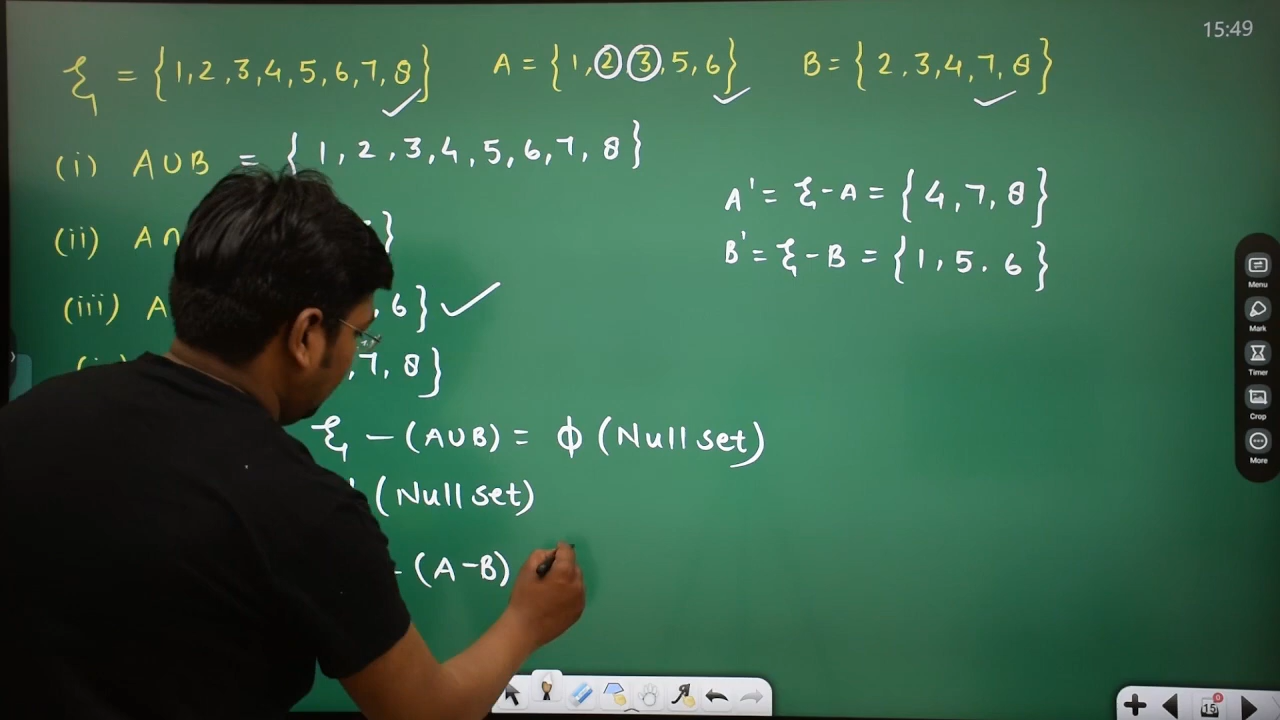 15:49
ξ = {1,2,3,4,5,6,7,8} A = {1,2,3,5,6} B = {2,3,4,7,8}
(i) A∪B = {1,2,3,4,5,6,7,8}
A' = ξ-A = {4,7,8}
(ii) A∩ }
B' = ξ-B = {1,5.6}
(iii) A ,6}
,7,8}
ξ - (A∪B) = ϕ (Null set)
(Null set)
- (A-B)
Menu
Mark
Timer
Crop
More
15